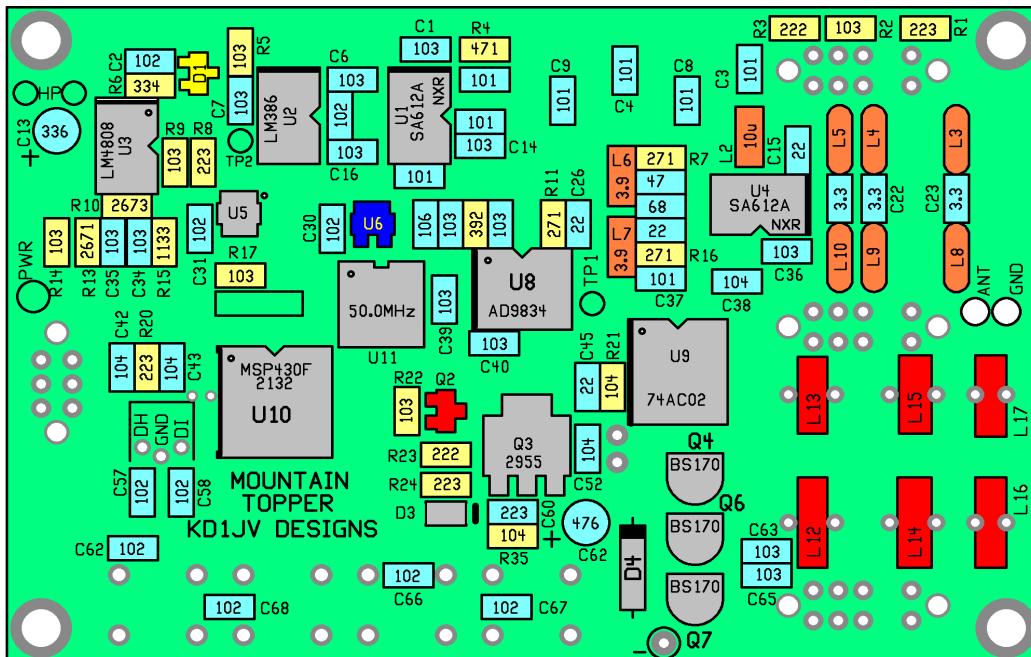 R3
222
103
R2
223
R1
C2
102
R6
334
D1
103
R5
C7
103
C6
103
102
103
C16
LM386
U2
C1
103
R4
471
101
U1
SA612A
NXR
101
103
C14
101
C9
101
101
C4
C8
101
C3
101
HP
C13
336
+
LM4808
U3
R9
R8
103
223
TP2
L2
10u
C15
22
L5
L4
L3
L6
3.9
271
R7
47
68
22
L7
3.9
271
R16
101
C37
U4
SA612A
NXR
103
C36
104
C38
3.3
3.3
C22
C23
3.3
L10
L9
L8
R10
2673
103
2671
103
103
1133
R14
R13
C35
C34
R15
PWR
102
C31
U5
R17
103
C30
102
U6
106
103
392
103
R11
271
C26
22
50.0MHz
U11
103
C39
U8
AD9834
103
C40
TP1
ANT
GND
C42
R20
104
223
104
C43
MSP430F
2132
U10
R22
103
Q2
C45
R21
22
104
U9
74AC02
L13
L15
L17
DH
GND
DI
C57
102
102
C58
MOUNTAIN
TOPPER
KD1JV DESIGNS
R23
222
R24
223
D3
Q3
2955
104
C52
223
104
R35
+
C60
476
C62
Q4
BS170
Q6
BS170
BS170
Q7
D4
L12
L14
L16
C63
103
103
C65
C62
102
102
C66
102
C68
102
C67
−